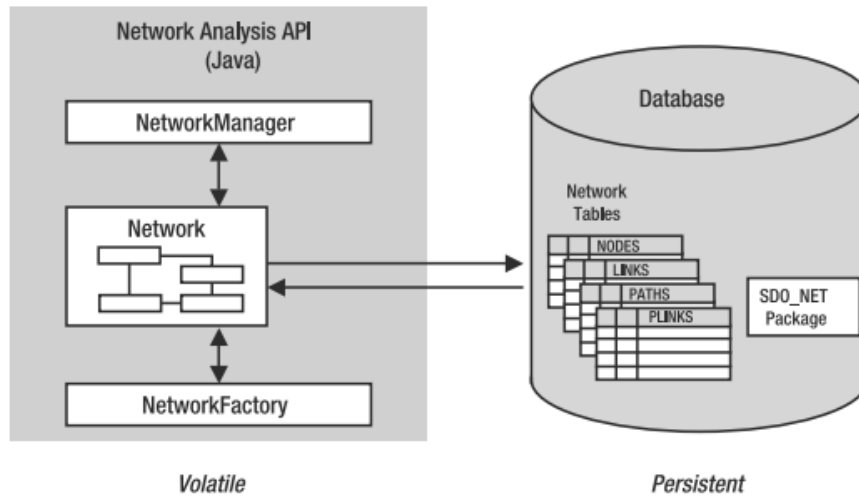 Network Analysis API
(Java)
NetworkManager
Network
NetworkFactory
Database
Network
Tables
NODES
LINKS
PATHS
PLINKS
SDO_NET
Package
Volatile
Persistent